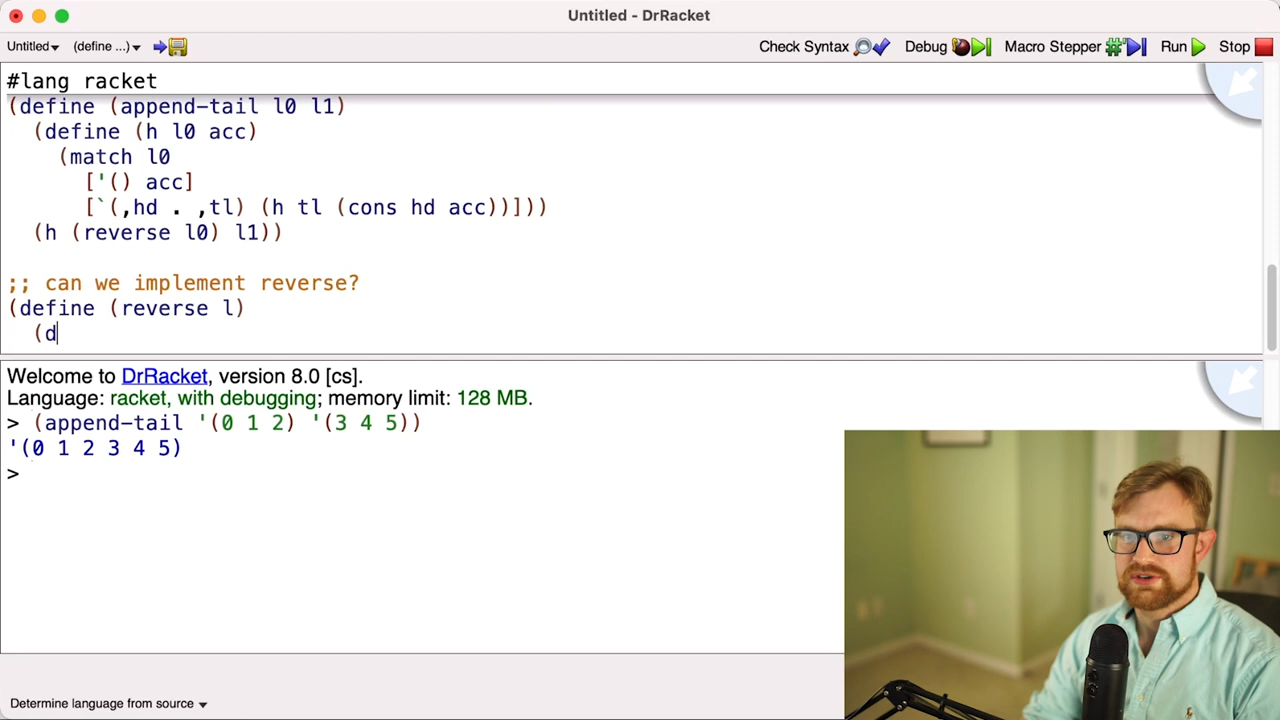 Untitled - DrRacket
Untitled (define ...) Check Syntax Debug Macro Stepper Run Stop
#lang racket
(define (append-tail l0 l1)
  (define (h l0 acc)
    (match l0
      ['() acc]
      [`(,hd . ,tl) (h tl (cons hd acc))]))
  (h (reverse l0) l1))
;; can we implement reverse?
(define (reverse l)
  (d
Welcome to DrRacket, version 8.0 [cs].
Language: racket, with debugging; memory limit: 128 MB.
> (append-tail '(0 1 2) '(3 4 5))
'(0 1 2 3 4 5)
>
Determine language from source